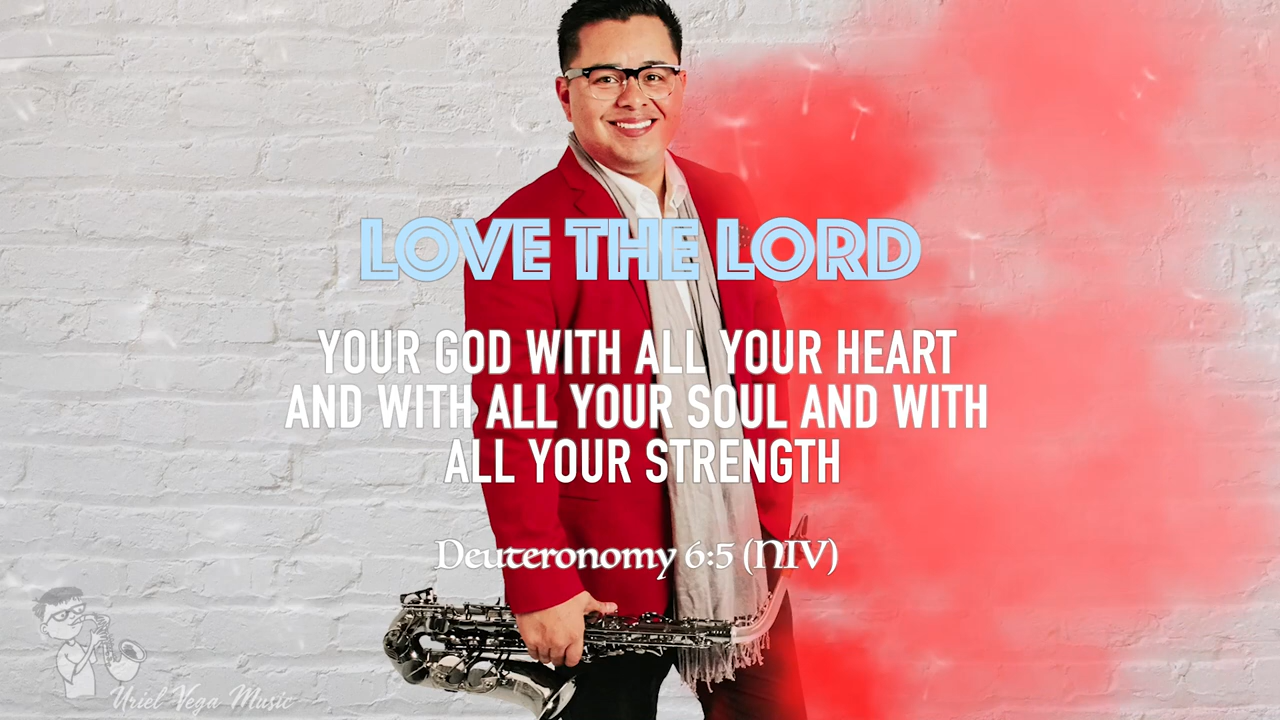 LOVE THE LORD
YOUR GOD WITH ALL YOUR HEART
AND WITH ALL YOUR SOUL AND WITH
ALL YOUR STRENGTH
Deuteronomy 6:5 (NIV)
Uriel Vega Music